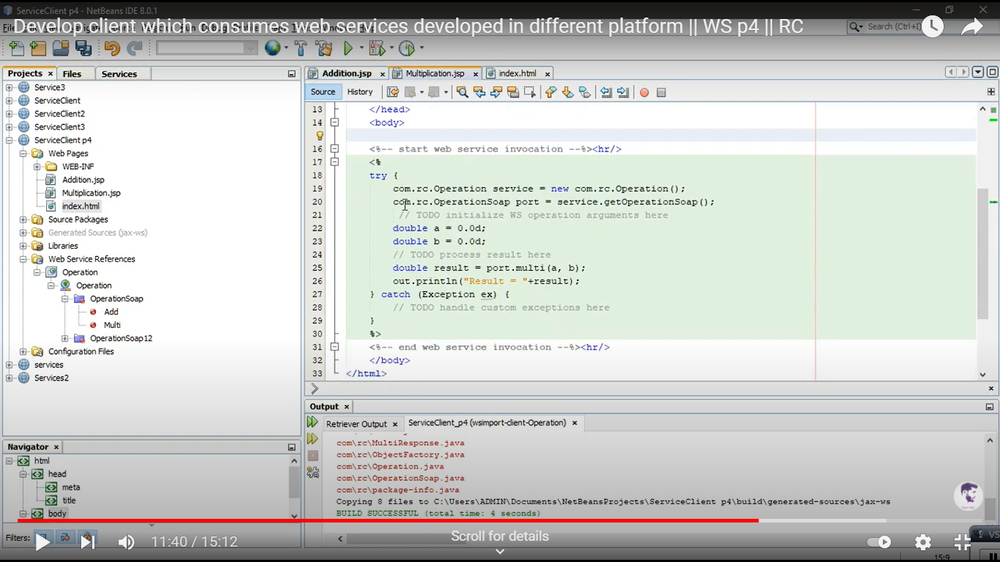 ServiceClient p4 - NetBeans IDE 8.0.1
Develop client which consumes web services developed in different platform || WS p4 || RC
Search (Ctrl+I)
Projects × Files Services
Service3
ServiceClient
ServiceClient2
ServiceClient3
ServiceClient p4
Web Pages
WEB-INF
Addition.jsp
Multiplication.jsp
index.html
Source Packages
Generated Sources (jax-ws)
Libraries
Web Service References
Operation
Operation
OperationSoap
Add
Multi
OperationSoap12
Configuration Files
services
Services2
Navigator ×
html
head
meta
title
body
Filters:
Addition.jsp × Multiplication.jsp × index.html ×
Source History
13 </head>
14 <body>
16 <%-- start web service invocation --%><hr/>
17 <%
18 try {
19 com.rc.Operation service = new com.rc.Operation();
20 com.rc.OperationSoap port = service.getOperationSoap();
21 // TODO initialize WS operation arguments here
22 double a = 0.0d;
23 double b = 0.0d;
24 // TODO process result here
25 double result = port.multi(a, b);
26 out.println("Result = "+result);
27 } catch (Exception ex) {
28 // TODO handle custom exceptions here
29 }
30 %>
31 <%-- end web service invocation --%><hr/>
32 </body>
33 </html>
Output ×
Retriever Output × ServiceClient_p4 (wsimport-client-Operation) ×
com\rc\MultiResponse.java
com\rc\ObjectFactory.java
com\rc\Operation.java
com\rc\OperationSoap.java
com\rc\package-info.java
Copying 8 files to C:\Users\ADMIN\Documents\NetBeansProjects\ServiceClient p4\build\generated-sources\jax-ws
BUILD SUCCESSFUL (total time: 4 seconds)
11:40 / 15:12
Scroll for details
15:9